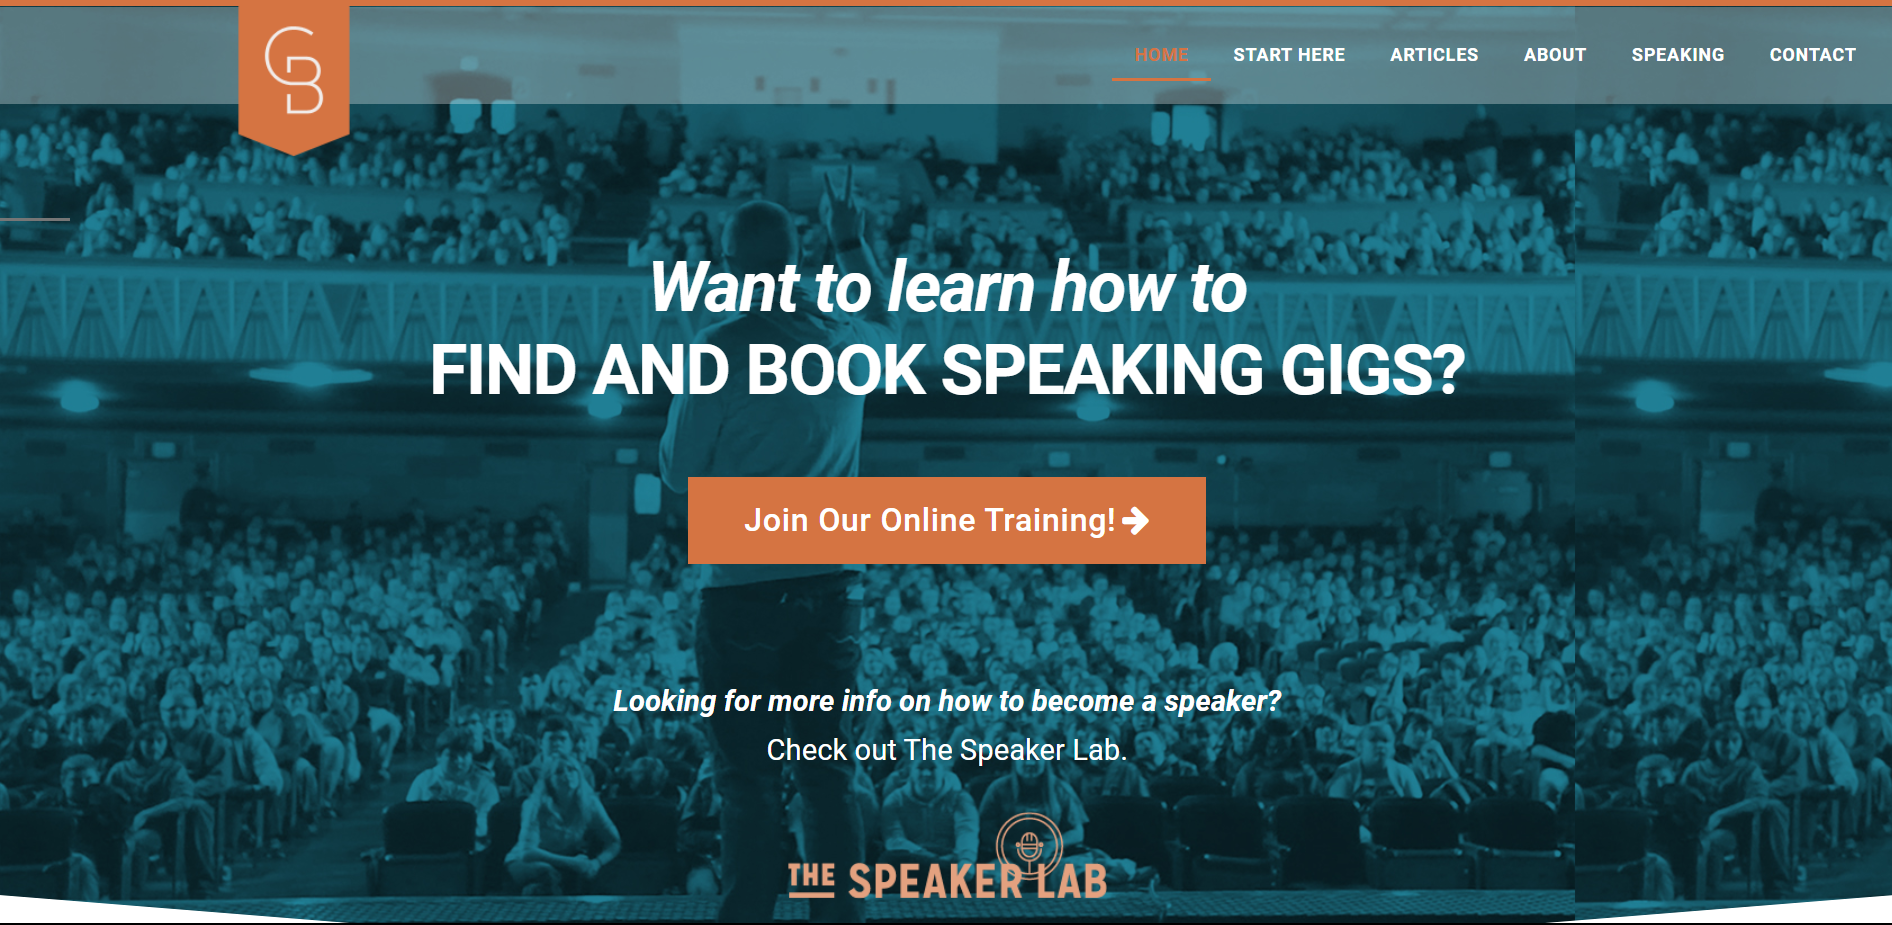 GB
HOME
START HERE
ARTICLES
ABOUT
SPEAKING
CONTACT
Want to learn how to
FIND AND BOOK SPEAKING GIGS?
Join Our Online Training!
Looking for more info on how to become a speaker?
Check out The Speaker Lab.
THE SPEAKER LAB